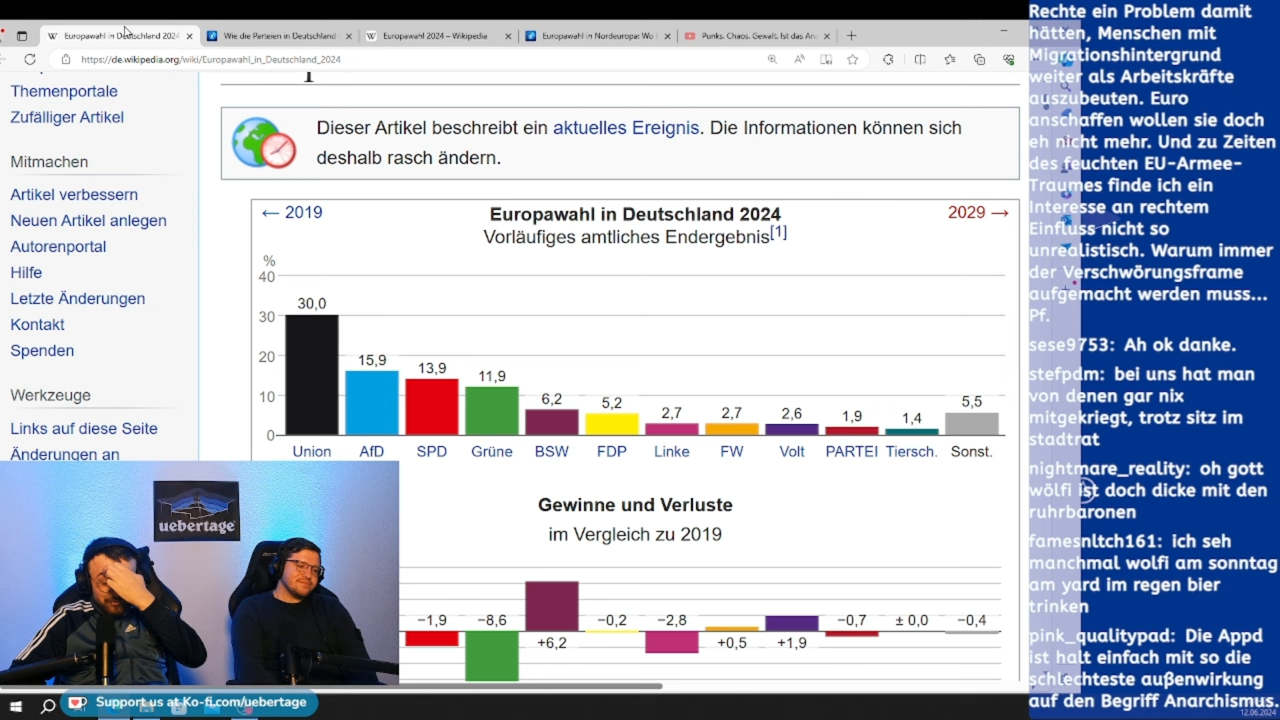 Europawahl in Deutschland 2024
Wie die Parteien in Deutschland
Europawahl 2024 – Wikipedia
Europawahl in Nordeuropa: Wo
Punks. Chaos. Gewalt. Ist das An
https://de.wikipedia.org/wiki/Europawahl_in_Deutschland_2024
Themenportale
Zufälliger Artikel
Mitmachen
Artikel verbessern
Neuen Artikel anlegen
Autorenportal
Hilfe
Letzte Änderungen
Kontakt
Spenden
Werkzeuge
Links auf diese Seite
Änderungen an
Dieser Artikel beschreibt ein aktuelles Ereignis. Die Informationen können sich
deshalb rasch ändern.
← 2019
Europawahl in Deutschland 2024
2029 →
Vorläufiges amtliches Endergebnis[1]
%
40
30
20
10
0
30,0
15,9
13,9
11,9
6,2
5,2
2,7
2,7
2,6
1,9
1,4
5,5
Union
AfD
SPD
Grüne
BSW
FDP
Linke
FW
Volt
PARTEI
Tiersch.
Sonst.
Gewinne und Verluste
im Vergleich zu 2019
−1,9
−8,6
+6,2
−0,2
−2,8
+0,5
+1,9
−0,7
± 0,0
−0,4
uebertage
Support us at Ko-fi.com/uebertage
Rechte ein Problem damit
hätten, Menschen mit
Migrationshintergrund
weiter als Arbeitskräfte
auszubeuten. Euro
anschaffen wollen sie doch
eh nicht mehr. Und zu Zeiten
des feuchten EU-Armee-
Traumes finde ich ein
Interesse an rechtem
Einfluss nicht so
unrealistisch. Warum immer
der Verschwörungsframe
aufgemacht werden muss...
Pf.
sese9753: Ah ok danke.
stefpdm: bei uns hat man
von denen gar nix
mitgekriegt, trotz sitz im
stadtrat
nightmare_reality: oh gott
wölfi ist doch dicke mit den
ruhrbaronen
famesnltch161: ich seh
manchmal wolfi am sonntag
am yard im regen bier
trinken
pink_qualitypad: Die Appd
ist halt einfach mit so die
schlechteste außenwirkung
auf den Begriff Anarchismus.
12.06.2024